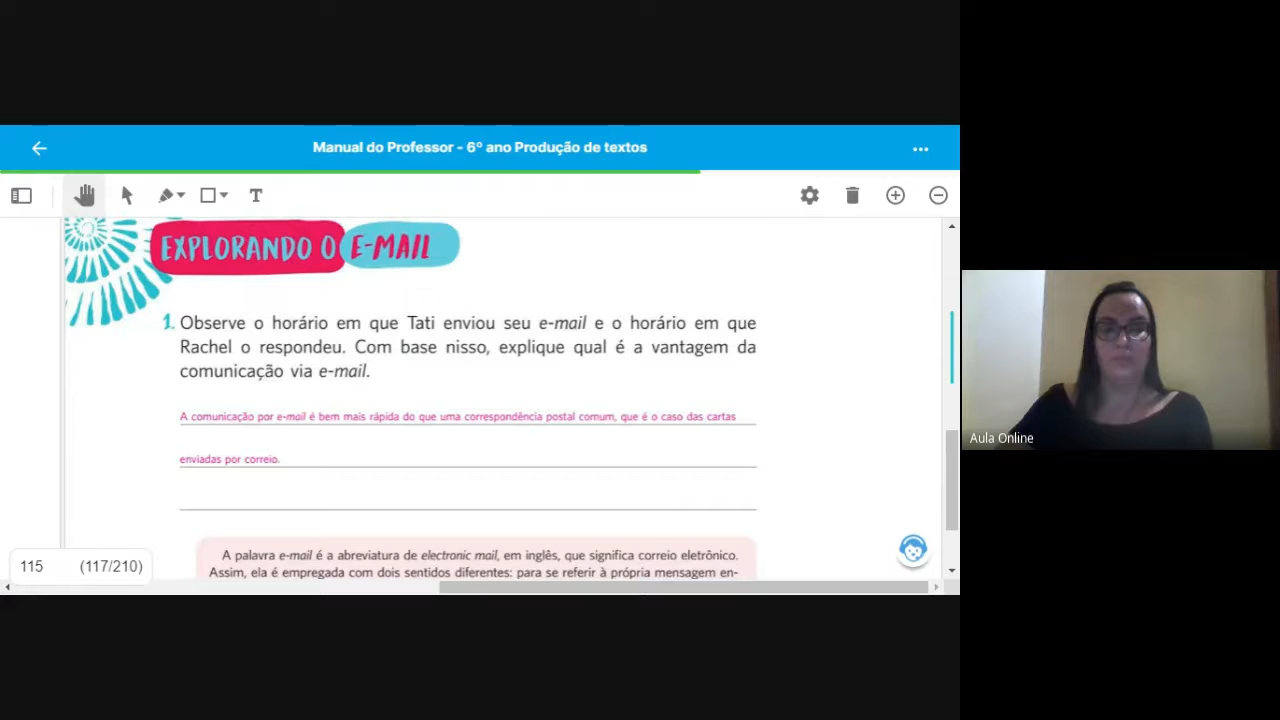 Manual do Professor - 6º ano Produção de textos
T
EXPLORANDO O E-MAIL
1. Observe o horário em que Tati enviou seu e-mail e o horário em que
Rachel o respondeu. Com base nisso, explique qual é a vantagem da
comunicação via e-mail.
A comunicação por e-mail é bem mais rápida do que uma correspondência postal comum, que é o caso das cartas
enviadas por correio.
A palavra e-mail é a abreviatura de electronic mail, em inglês, que significa correio eletrônico.
Assim, ela é empregada com dois sentidos diferentes: para se referir à própria mensagem en-
115 (117/210)
Aula Online